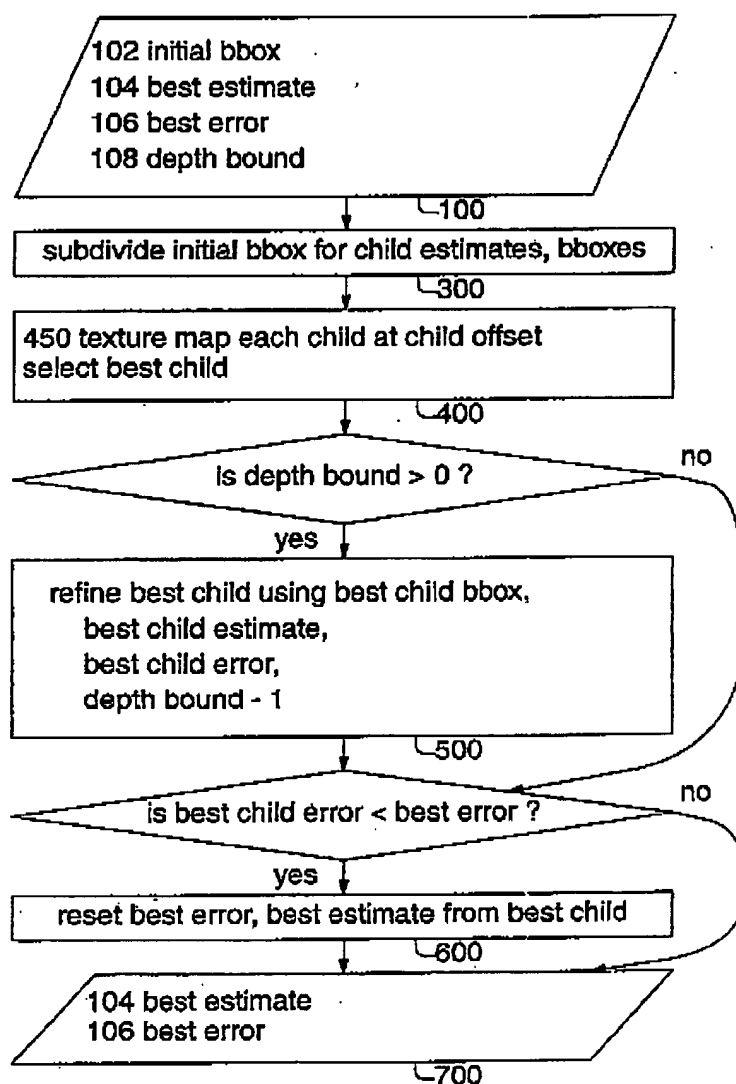 102 initial bbox
104 best estimate
106 best error
108 depth bound
100
subdivide initial bbox for child estimates, bboxes
300
450 texture map each child at child offset
select best child
400
is depth bound > 0 ?
no
yes
refine best child using best child bbox,
best child estimate,
best child error,
depth bound - 1
500
is best child error < best error ?
no
yes
reset best error, best estimate from best child
600
104 best estimate
106 best error
700